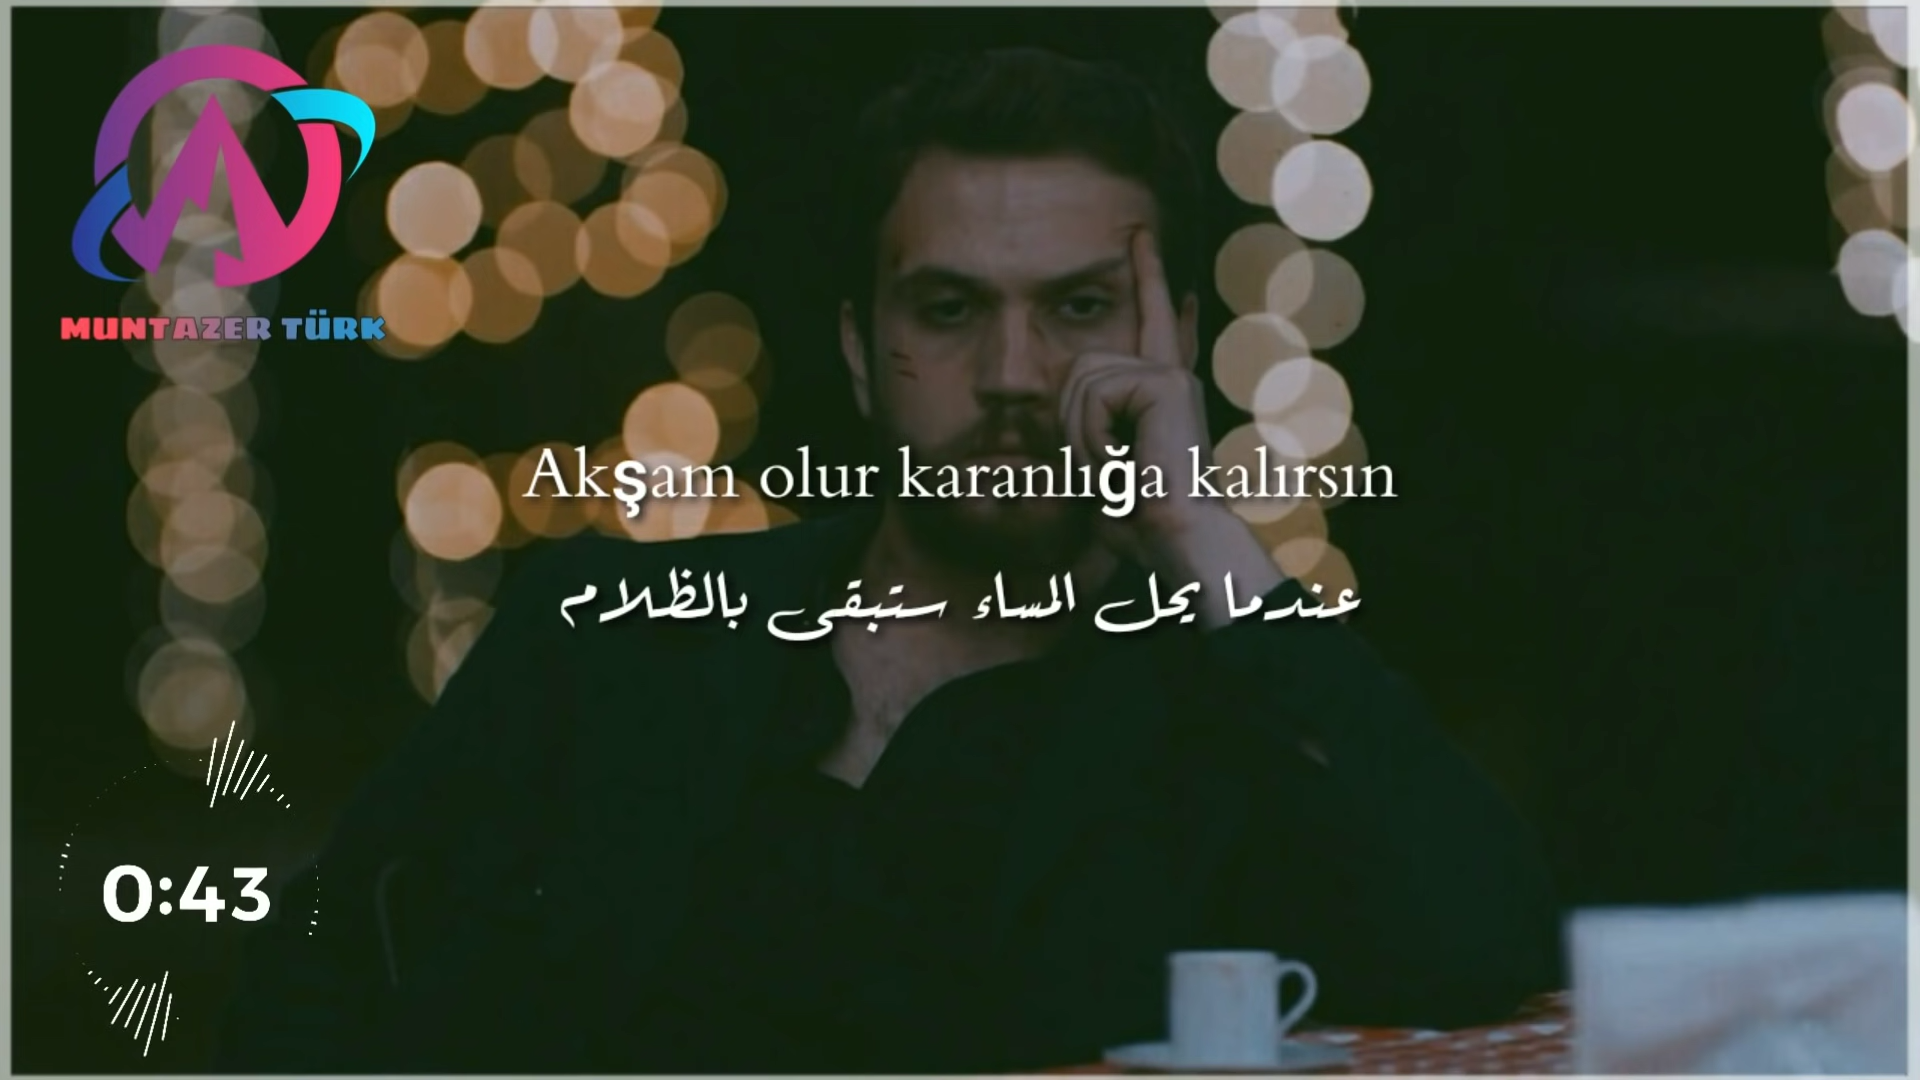 MUNTAZER TÜRK
Akşam olur karanlığa kalırsın
عندما يحل المساء ستبقى بالظلام
0:43